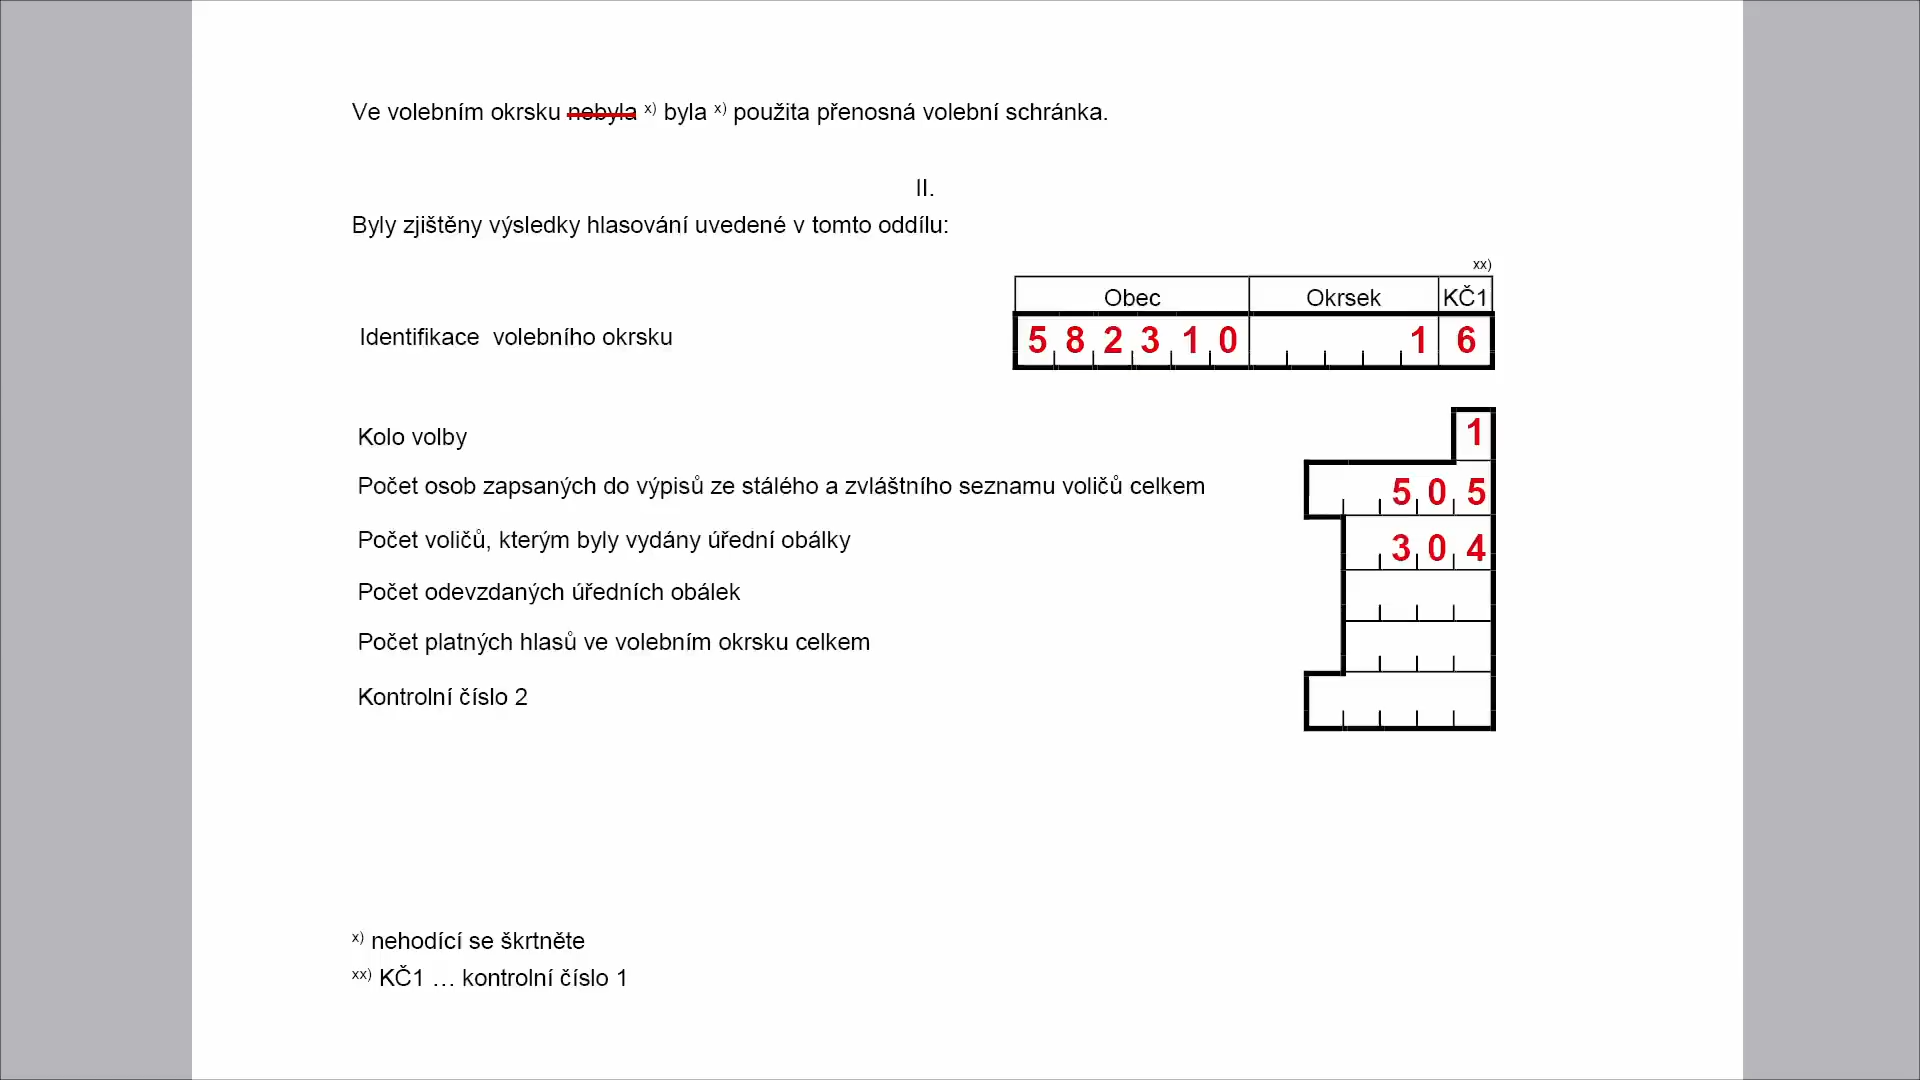 Ve volebním okrsku nebyla x) byla x) použita přenosná volební schránka.
II.
Byly zjištěny výsledky hlasování uvedené v tomto oddílu:
xx)
Obec Okrsek KČ1
Identifikace volebního okrsku 5 8 2 3 1 0 1 6
Kolo volby 1
Počet osob zapsaných do výpisů ze stálého a zvláštního seznamu voličů celkem 5 0 5
Počet voličů, kterým byly vydány úřední obálky 3 0 4
Počet odevzdaných úředních obálek
Počet platných hlasů ve volebním okrsku celkem
Kontrolní číslo 2
x) nehodící se škrtněte
xx) KČ1 … kontrolní číslo 1